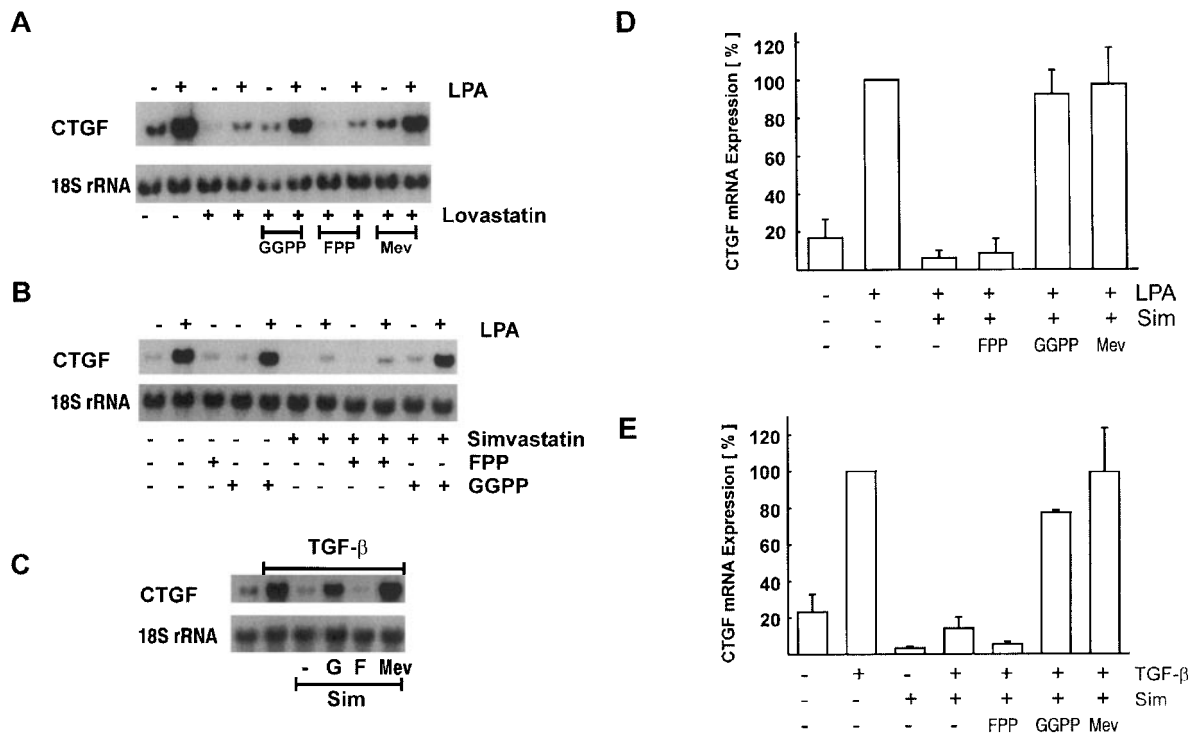 A
- + - + - + - + - + LPA
CTGF
18S rRNA
- - + + + + + + + + Lovastatin
GGPP FPP Mev
B
- + - - + - + - + - + LPA
CTGF
18S rRNA
- - - - - + + + + + + Simvastatin
- - + - - - - + + - - FPP
- - - + + - - - - + + GGPP
C
TGF-β
CTGF
18S rRNA
- G F Mev
Sim
D
CTGF mRNA Expression [ % ]
120
100
80
60
40
20
- + + + + + LPA
- - + + + + Sim
- - - FPP GGPP Mev
E
CTGF mRNA Expression [ % ]
120
100
80
60
40
20
- + - + + + + TGF-β
- - + + + + + Sim
- - - - FPP GGPP Mev